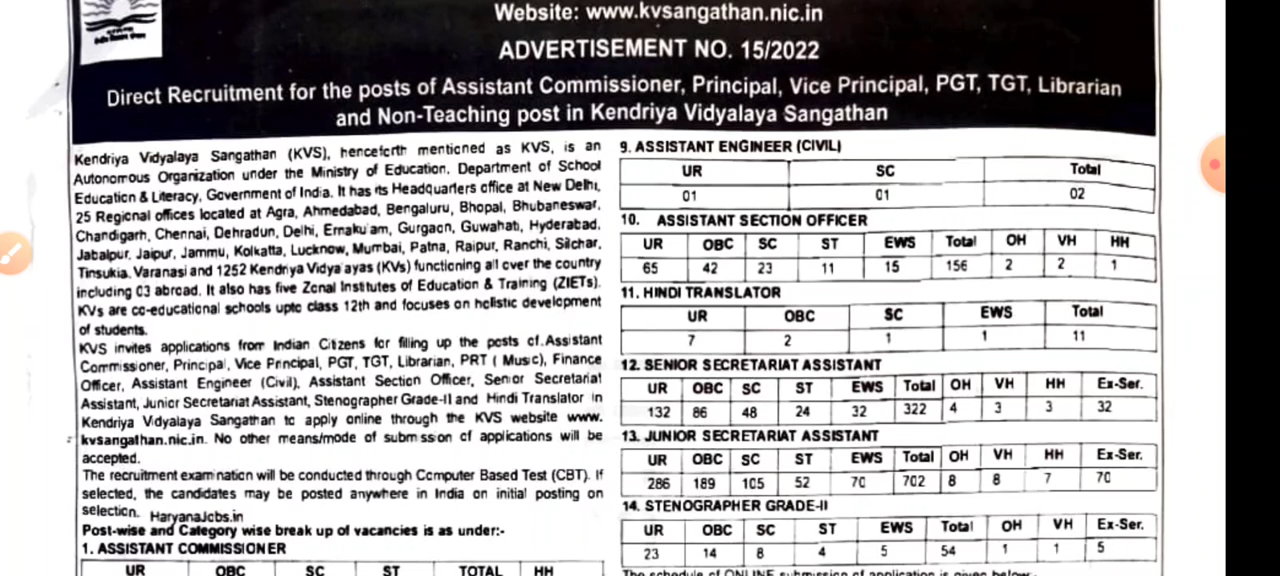 Website: www.kvsangathan.nic.in
ADVERTISEMENT NO. 15/2022
Direct Recruitment for the posts of Assistant Commissioner, Principal, Vice Principal, PGT, TGT, Librarian
and Non-Teaching post in Kendriya Vidyalaya Sangathan
Kendriya Vidyalaya Sangathan (KVS), henceforth mentioned as KVS, is an
Autonomous Organization under the Ministry of Education, Department of School
Education & Literacy, Government of India. It has its Headquarters office at New Delhi,
25 Regional offices located at Agra, Ahmedabad, Bengaluru, Bhopal, Bhubaneswar,
Chandigarh, Chennai, Dehradun, Delhi, Ernakulam, Gurgaon, Guwahati, Hyderabad,
Jabalpur, Jaipur, Jammu, Kolkatta, Lucknow, Mumbai, Patna, Raipur, Ranchi, Silchar,
Tinsukia, Varanasi and 1252 Kendriya Vidyalayas (KVs) functioning all over the country
including 03 abroad. It also has five Zonal Institutes of Education & Training (ZIETs).
KVs are co-educational schools upto class 12th and focuses on holistic development
of students.
KVS invites applications from Indian Citizens for filling up the posts of Assistant
Commissioner, Principal, Vice Principal, PGT, TGT, Librarian, PRT ( Music), Finance
Officer, Assistant Engineer (Civil), Assistant Section Officer, Senior Secretariat
Assistant, Junior Secretariat Assistant, Stenographer Grade-II and Hindi Translator in
Kendriya Vidyalaya Sangathan to apply online through the KVS website www.
kvsangathan.nic.in. No other means/mode of submission of applications will be
accepted.
The recruitment examination will be conducted through Computer Based Test (CBT). If
selected, the candidates may be posted anywhere in India on initial posting on
selection. HaryanaJobs.in
Post-wise and Category wise break up of vacancies is as under:-
1. ASSISTANT COMMISSIONER
UR OBC SC ST TOTAL HH
9. ASSISTANT ENGINEER (CIVIL)
UR SC Total
01 01 02
10. ASSISTANT SECTION OFFICER
UR OBC SC ST EWS Total OH VH HH
65 42 23 11 15 156 2 2 1
11. HINDI TRANSLATOR
UR OBC SC EWS Total
7 2 1 1 11
12. SENIOR SECRETARIAT ASSISTANT
UR OBC SC ST EWS Total OH VH HH Ex-Ser.
132 86 48 24 32 322 4 3 3 32
13. JUNIOR SECRETARIAT ASSISTANT
UR OBC SC ST EWS Total OH VH HH Ex-Ser.
286 189 105 52 70 702 8 8 7 70
14. STENOGRAPHER GRADE-II
UR OBC SC ST EWS Total OH VH Ex-Ser.
23 14 8 4 5 54 1 1 5
The schedule of ONLINE submission of application is given below:-